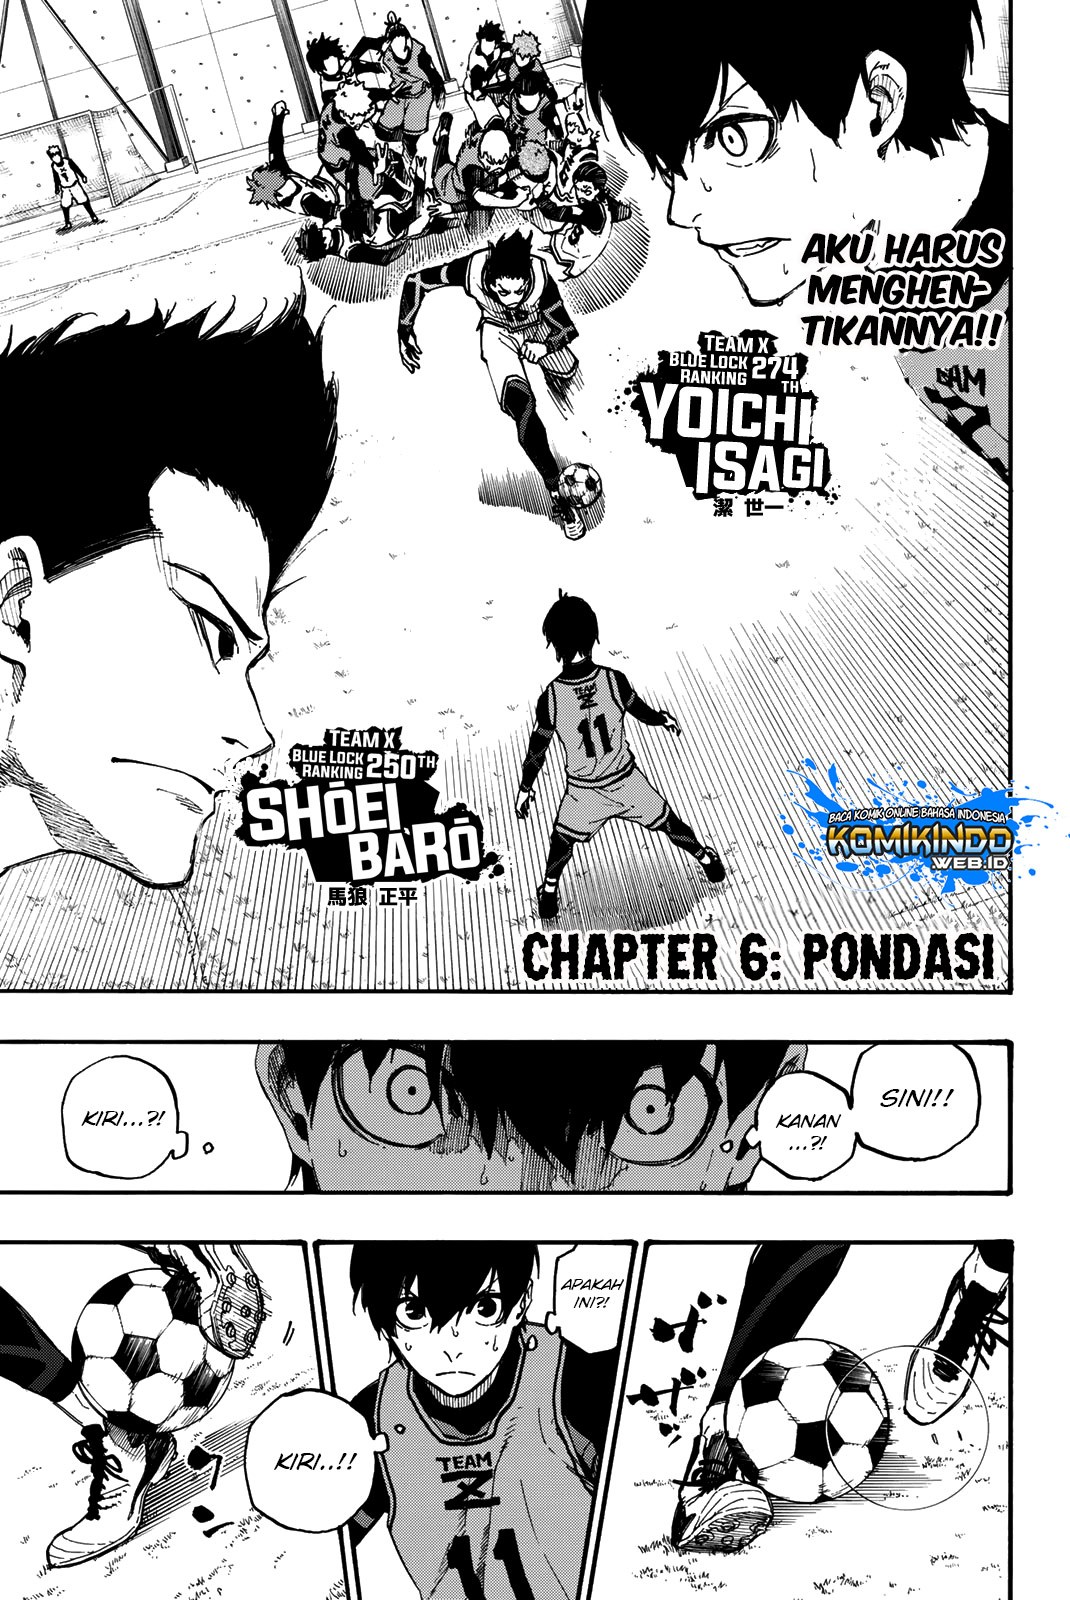 AKU HARUS
MENGHEN-
TIKANNYA!!
TEAM X
BLUE LOCK
RANKING 274TH
YOICHI
ISAGI
潔 世一
TEAM
Z
11
TEAM X
BLUE LOCK
RANKING 250TH
SHŌEI
BARŌ
馬狼 正平
BACA KOMIK ONLINE BAHASA INDONESIA
KOMIKINDO
.WEB.ID
CHAPTER 6: PONDASI
SINI!!
KANAN
...?!
KIRI...?!
APAKAH
INI?!
KIRI..!!
TEAM
Z
11